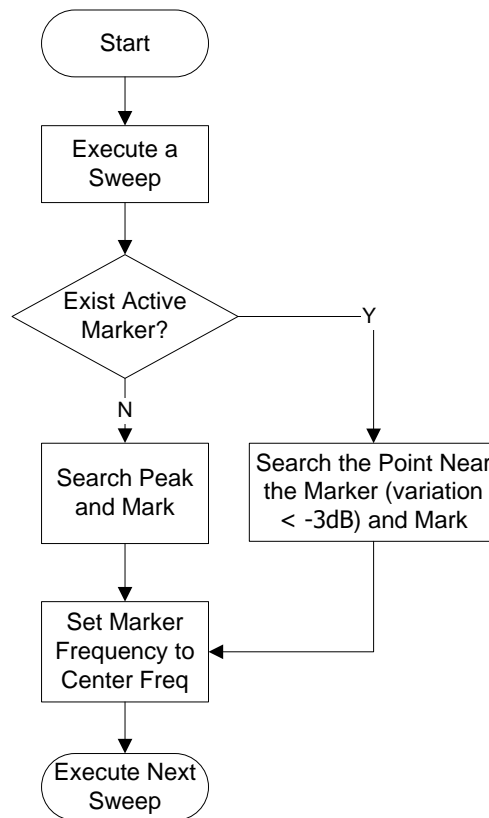 Start
Execute a
Sweep
Exist Active
Marker?
Y
N
Search Peak
and Mark
Search the Point Near
the Marker (variation
< -3dB) and Mark
Set Marker
Frequency to
Center Freq
Execute Next
Sweep